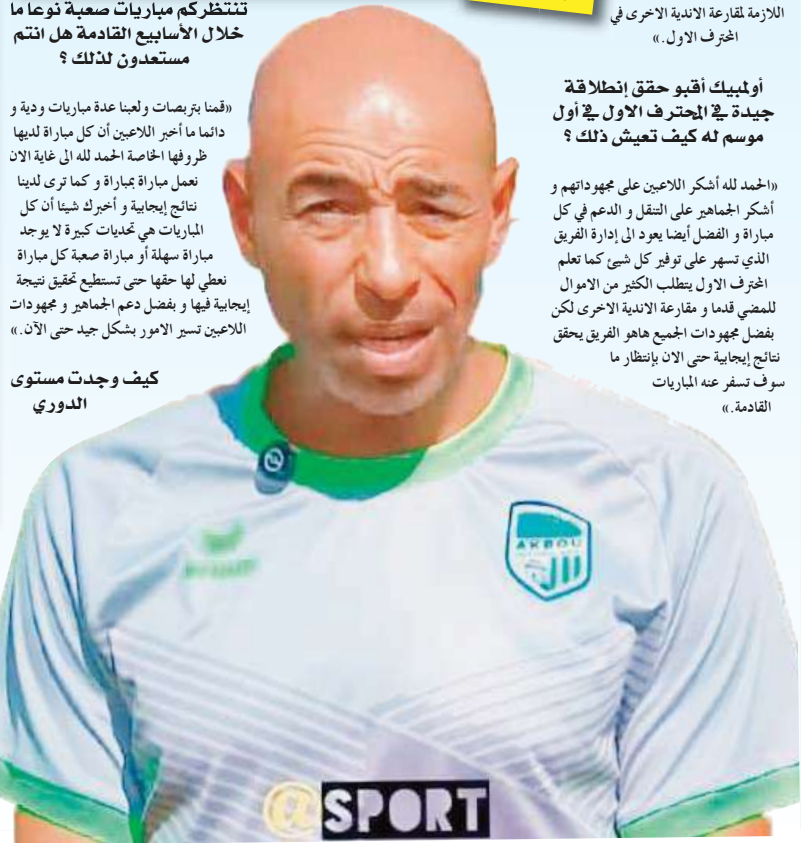 اللازمة لمقارعة الاندية الاخرى في
المحترف الاول.»
أولمبيك أقبو حقق إنطلاقة
جيدة في المحترف الاول في أول
موسم له كيف تعيش ذلك ؟
«الحمد لله أشكر اللاعبين على مجهوداتهم و
أشكر الجماهير على التنقل و الدعم في كل
مباراة و الفضل أيضا يعود الى إدارة الفريق
الذي تسهر على توفير كل شيئ كما تعلم
المحترف الاول يتطلب الكثير من الاموال
للمضي قدما و مقارعة الاندية الاخرى لكن
بفضل مجهودات الجميع هاهو الفريق يحقق
نتائج إيجابية حتى الان بإنتظار ما
سوف تسفر عنه المباريات
القادمة.»
تنتظركم مباريات صعبة نوعا ما
خلال الأسابيع القادمة هل انتم
مستعدون لذلك ؟
«قمنا بتربصات و لعبنا عدة مباريات ودية و
دائما ما أخبر اللاعبين أن كل مباراة لديها
ظروفها الخاصة الحمد لله الى غاية الان
نعمل مباراة بمباراة و كما ترى لدينا
نتائج إيجابية و أخبرك شيئا أن كل
المباريات هي تحديات كبيرة لا يوجد
مباراة سهلة أو مباراة صعبة كل مباراة
نعطي لها حقها حتى تستطيع تحقيق نتيجة
إيجابية فيها و بفضل دعم الجماهير و مجهودات
اللاعبين تسير الامور بشكل جيد حتى الآن.»
كيف وجدت مستوى
الدوري
AKBOU
@SPORT